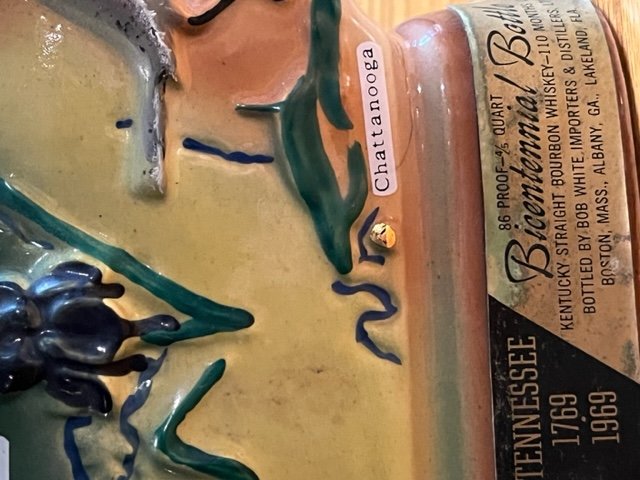 Chattanooga
86 PROOF-4/5 QUART
Bicentennial Bottle
KENTUCKY STRAIGHT BOURBON WHISKEY-110 MONTHS
BOTTLED BY BOB WHITE, IMPORTERS & DISTILLERS
BOSTON, MASS., ALBANY, GA., LAKELAND, FLA.
TENNESSEE
1769
1969